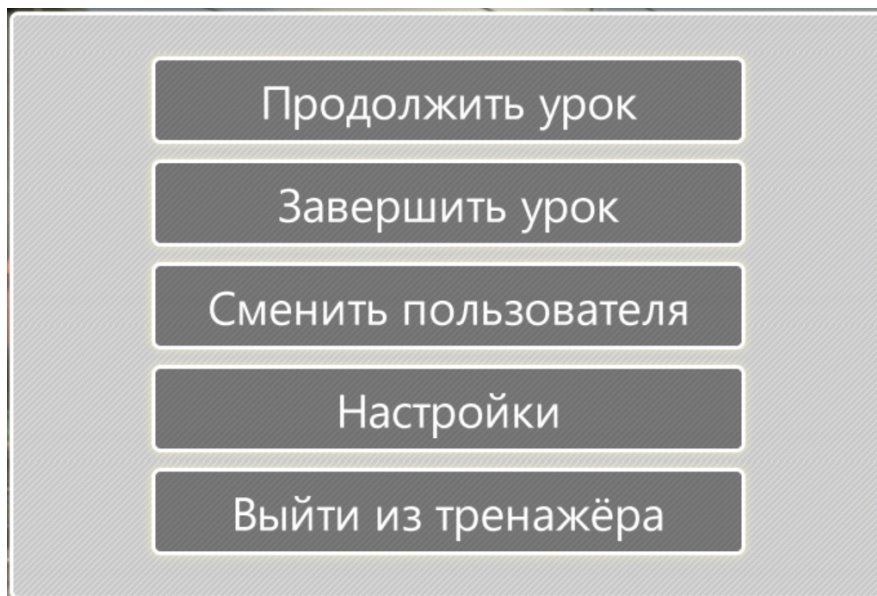 Продолжить урок
Завершить урок
Сменить пользователя
Настройки
Выйти из тренажёра